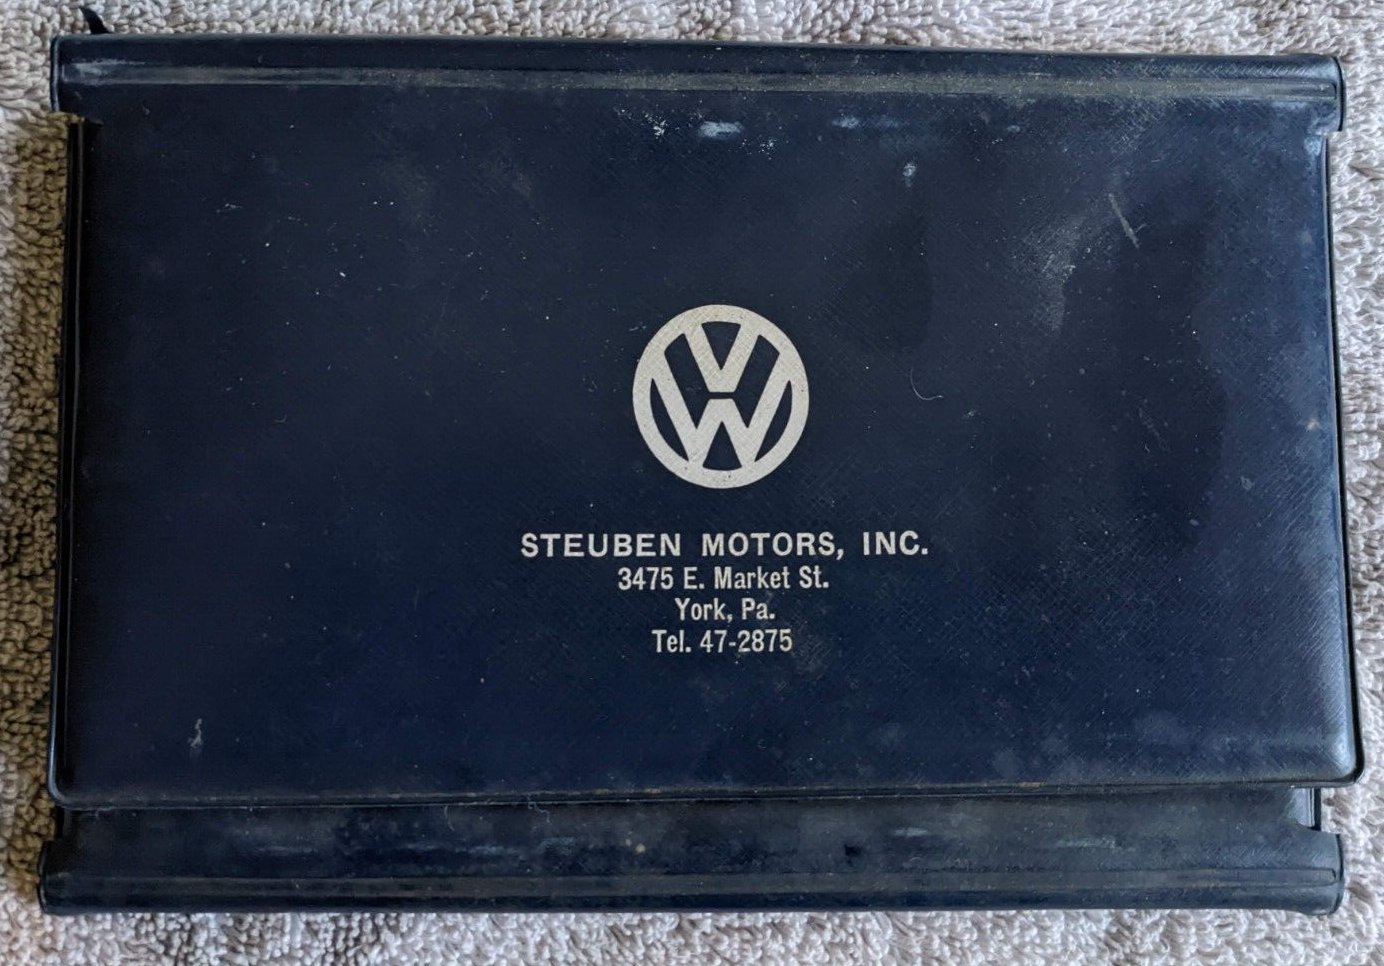 VW
STEUBEN MOTORS, INC.
3475 E. Market St.
York, Pa.
Tel. 47-2875